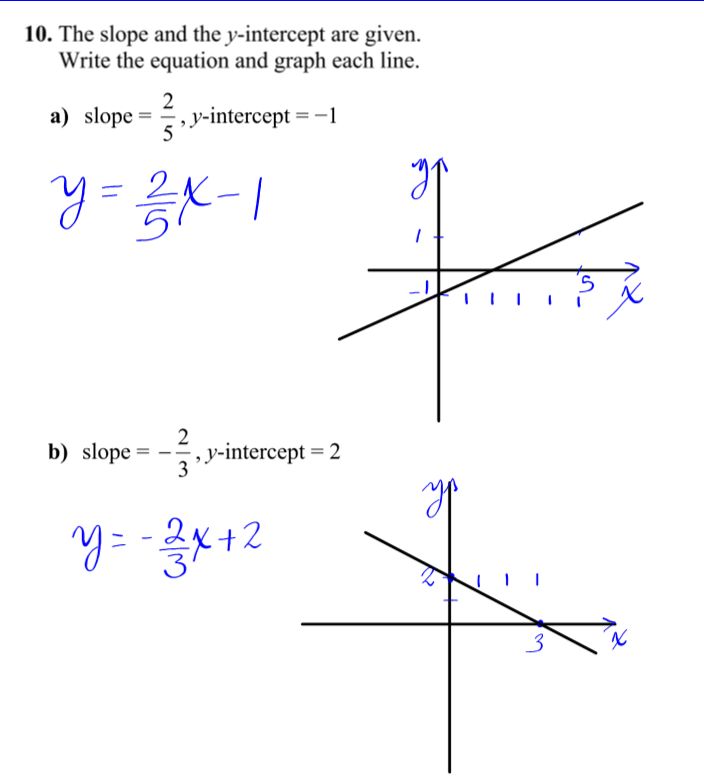 10. The slope and the y-intercept are given.
Write the equation and graph each line.
a) slope = 2/5, y-intercept = −1
y = 2/5x − 1
y
1
−1
5
x
b) slope = −2/3, y-intercept = 2
y = -2/3x + 2
y
2
3
x